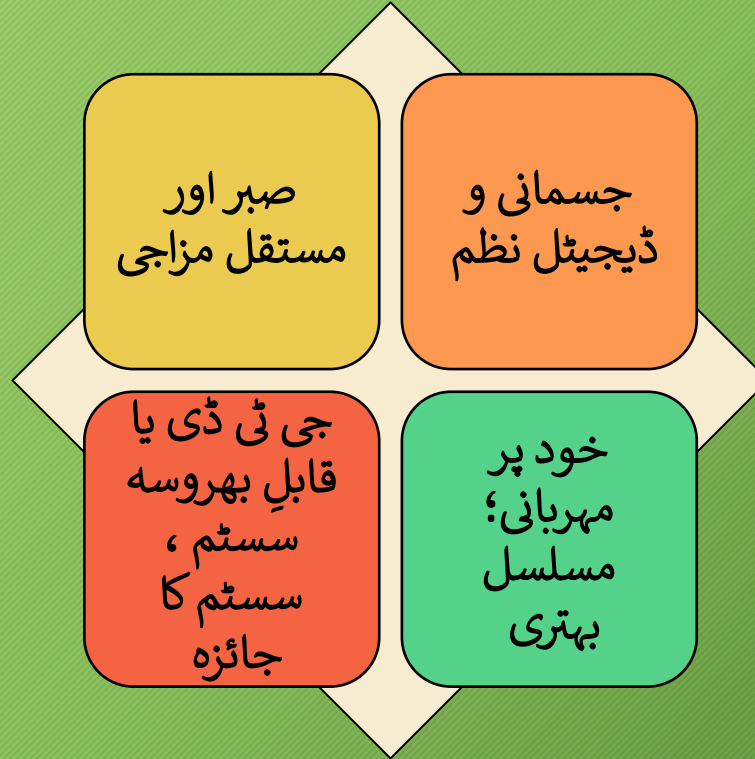 جسمانی و
ڈیجیٹل نظم
صبر اور
مستقل مزاجی
خود پر
مہربانی؛
مسلسل
بہتری
جی ٹی ڈی یا
قابلِ بھروسہ
سسٹم ،
سسٹم کا
جائزہ